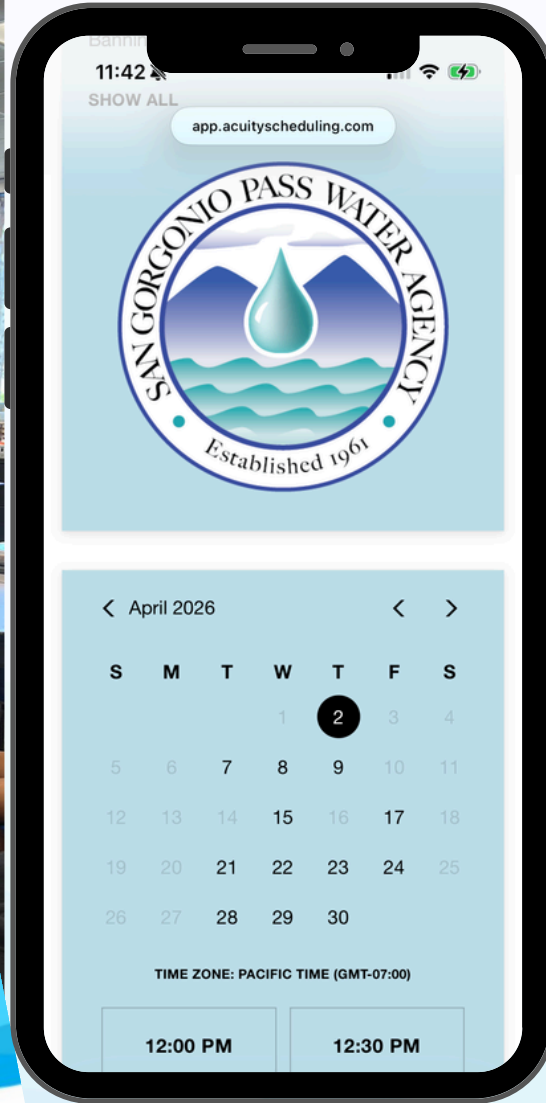 Bannin
11:42
SHOW ALL
app.acuityscheduling.com
SAN GORGONIO PASS WATER AGENCY
Established 1961
April 2026
S M T W T F S
1 2 3 4
5 6 7 8 9 10 11
12 13 14 15 16 17 18
19 20 21 22 23 24 25
26 27 28 29 30
TIME ZONE: PACIFIC TIME (GMT-07:00)
12:00 PM 12:30 PM